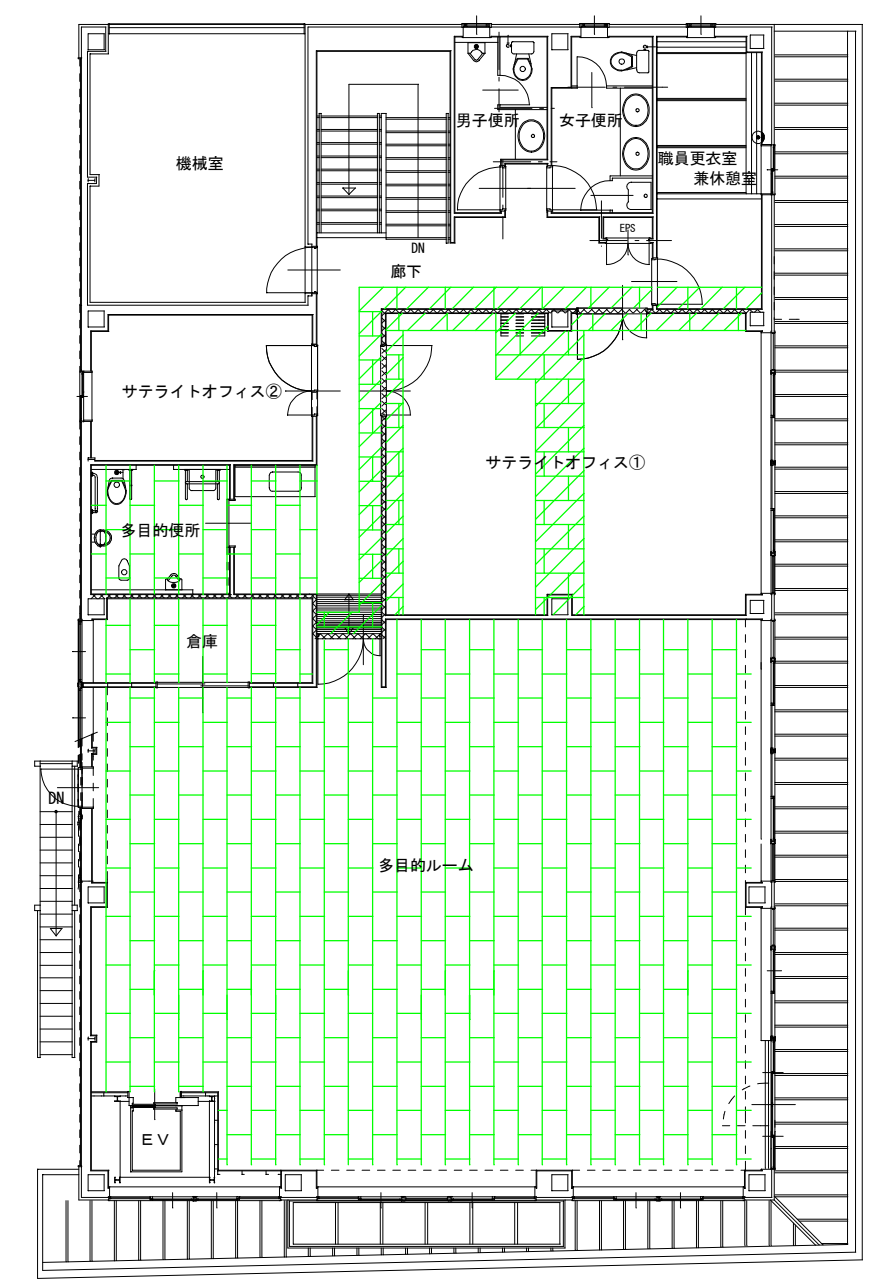 男子便所
女子便所
機械室
職員更衣室
兼休憩室
EPS
DN
廊下
サテライトオフィス②
サテライトオフィス①
多目的便所
倉庫
DN
多目的ルーム
EV